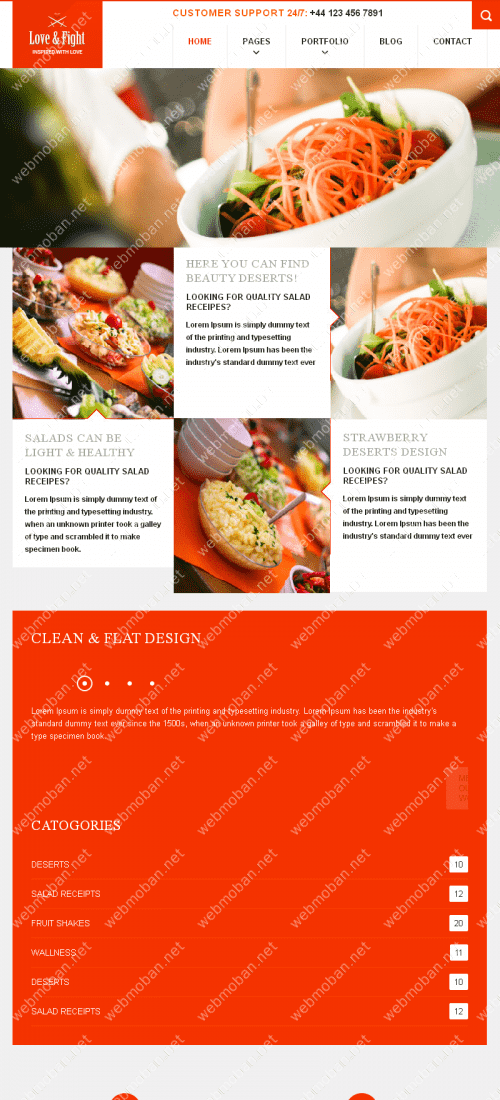 CUSTOMER SUPPORT 24/7: +44 123 456 7891
Love & Fight
INSPIRED WITH LOVE
HOME PAGES PORTFOLIO BLOG CONTACT
HERE YOU CAN FIND
BEAUTY DESERTS!
LOOKING FOR QUALITY SALAD
RECEIPES?
Lorem Ipsum is simply dummy text
of the printing and typesetting
industry. Lorem Ipsum has been the
industry's standard dummy text ever
SALADS CAN BE
LIGHT & HEALTHY
LOOKING FOR QUALITY SALAD
RECEIPES?
Lorem Ipsum is simply dummy text of
the printing and typesetting industry.
when an unknown printer took a galley
of type and scrambled it to make
specimen book.
STRAWBERRY
DESERTS DESIGN
LOOKING FOR QUALITY SALAD
RECEIPES?
Lorem Ipsum is simply dummy text
of the printing and typesetting
industry. Lorem Ipsum has been the
industry's standard dummy text ever
CLEAN & FLAT DESIGN
Lorem Ipsum is simply dummy text of the printing and typesetting industry. Lorem Ipsum has been the industry's
standard dummy text ever since the 1500s, when an unknown printer took a galley of type and scrambled it to make a
type specimen book.
CATOGORIES
DESERTS 10
SALAD RECEIPTS 12
FRUIT SHAKES 20
WALLNESS 11
DESERTS 10
SALAD RECEIPTS 12
webmoban.net